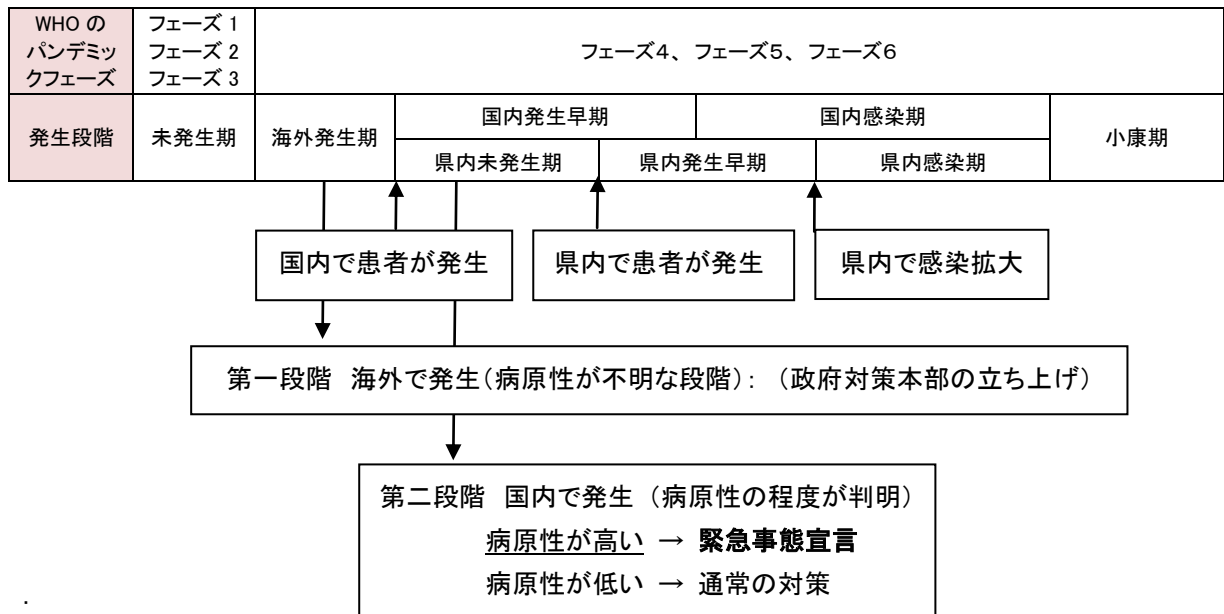 WHO の
パンデミッ
クフェーズ
フェーズ 1
フェーズ 2
フェーズ 3
フェーズ4、フェーズ5、フェーズ6
発生段階
未発生期
海外発生期
国内発生早期
国内感染期
県内未発生期
県内発生早期
県内感染期
小康期
国内で患者が発生
県内で患者が発生
県内で感染拡大
第一段階 海外で発生(病原性が不明な段階): (政府対策本部の立ち上げ)
第二段階 国内で発生 (病原性の程度が判明)
病原性が高い → 緊急事態宣言
病原性が低い → 通常の対策
.